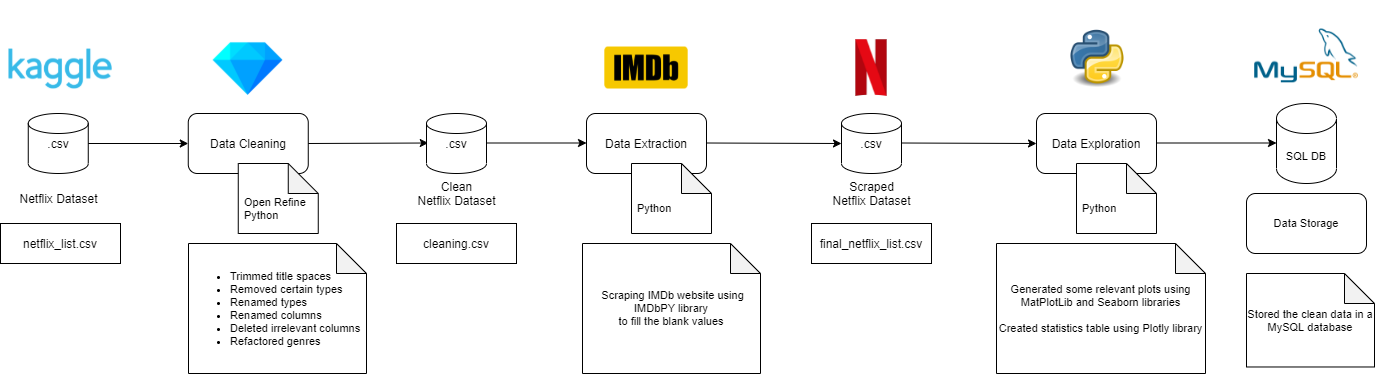 kaggle
IMDb
MySQL®
.csv
Data Cleaning
.csv
Data Extraction
.csv
Data Exploration
SQL DB
Netflix Dataset
Open Refine
Python
Clean
Netflix Dataset
Python
Scraped
Netflix Dataset
Python
Data Storage
netflix_list.csv
cleaning.csv
final_netflix_list.csv
• Trimmed title spaces
• Removed certain types
• Renamed types
• Renamed columns
• Deleted irrelevant columns
• Refactored genres
Scraping IMDb website using
IMDbPY library
to fill the blank values
Generated some relevant plots using
MatPlotLib and Seaborn libraries
Created statistics table using Plotly library
Stored the clean data in a
MySQL database